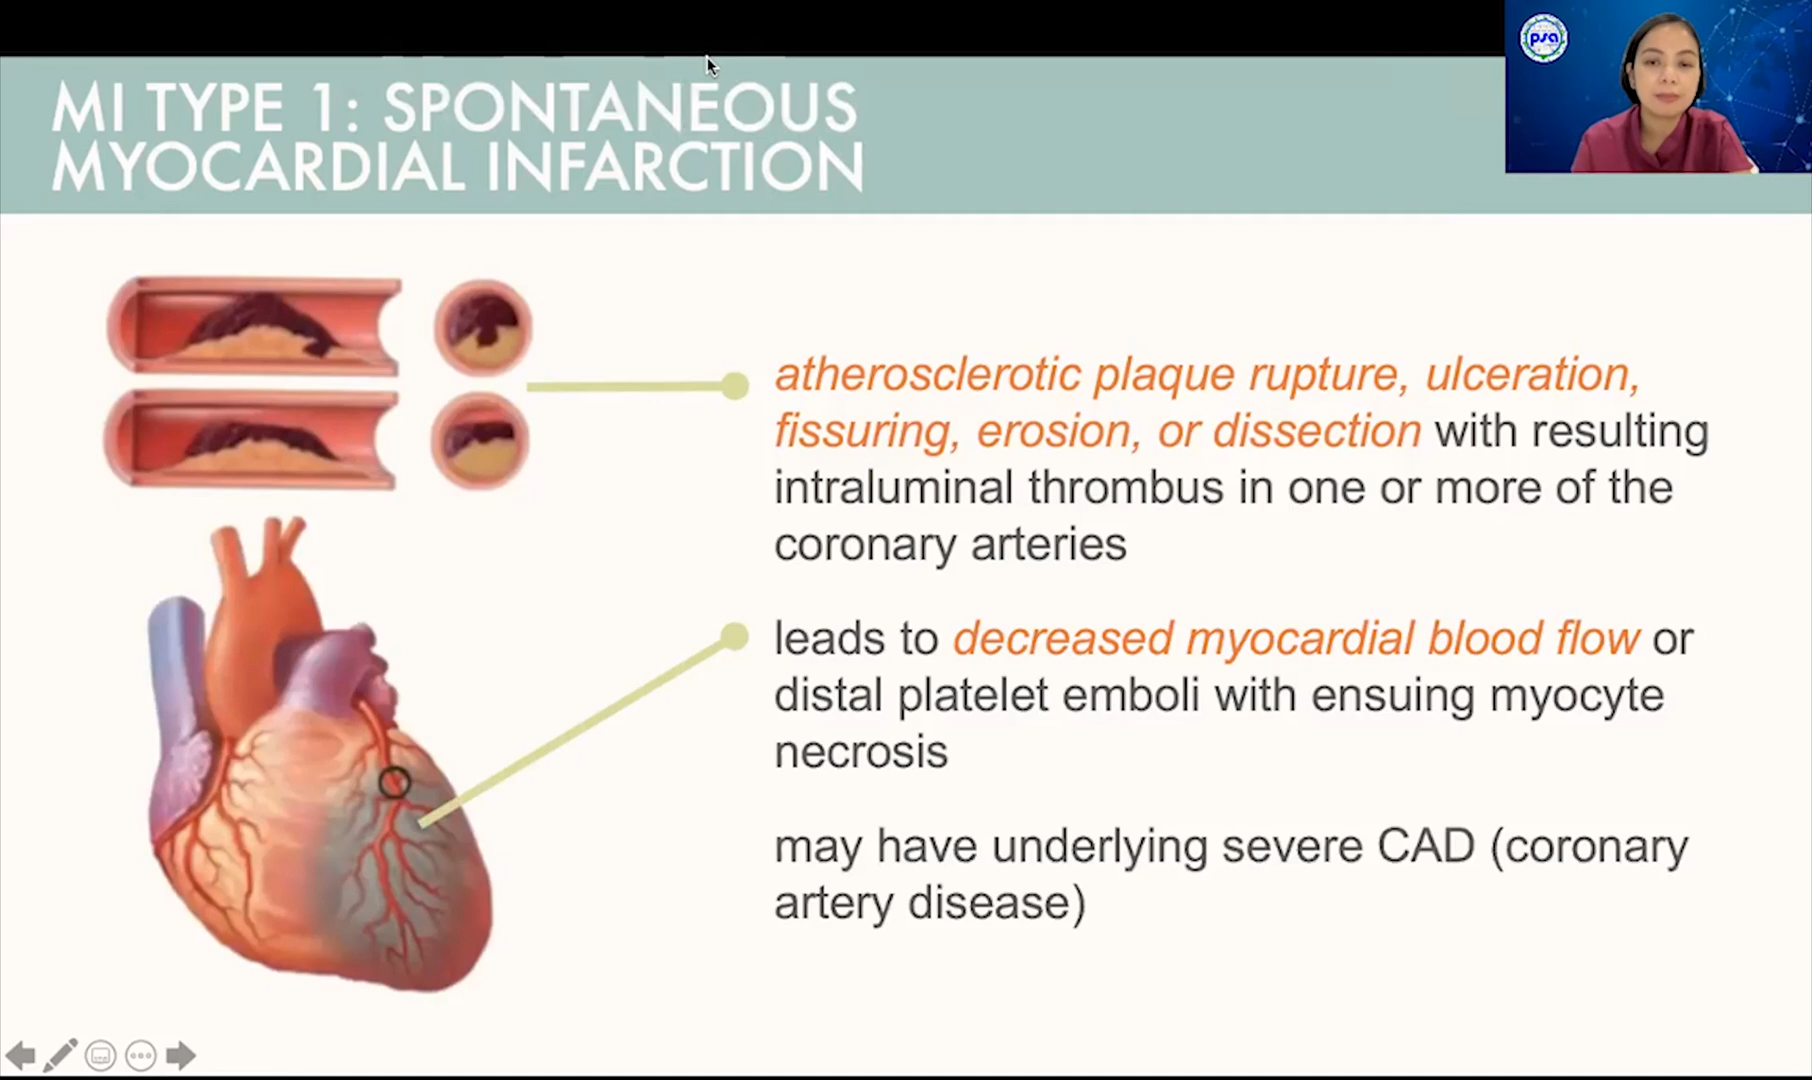 MI TYPE 1: SPONTANEOUS
MYOCARDIAL INFARCTION
psa
atherosclerotic plaque rupture, ulceration,
fissuring, erosion, or dissection with resulting
intraluminal thrombus in one or more of the
coronary arteries
leads to decreased myocardial blood flow or
distal platelet emboli with ensuing myocyte
necrosis
may have underlying severe CAD (coronary
artery disease)